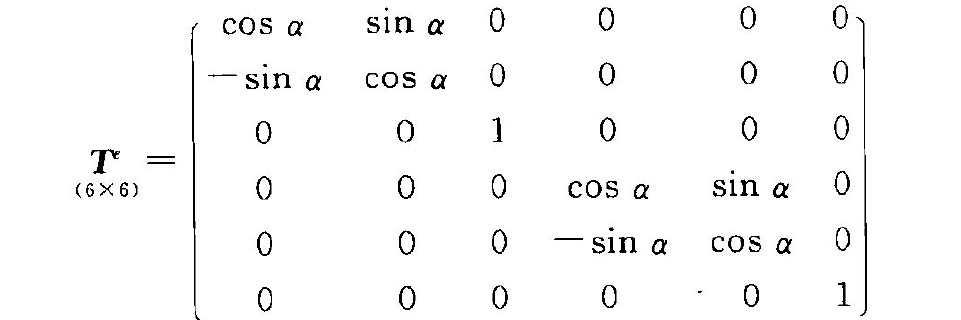 cos α sin α 0 0 0 0
−sin α cos α 0 0 0 0
0 0 1 0 0 0
Tᵉ =
(6×6)
0 0 0 cos α sin α 0
0 0 0 −sin α cos α 0
0 0 0 0 0 1